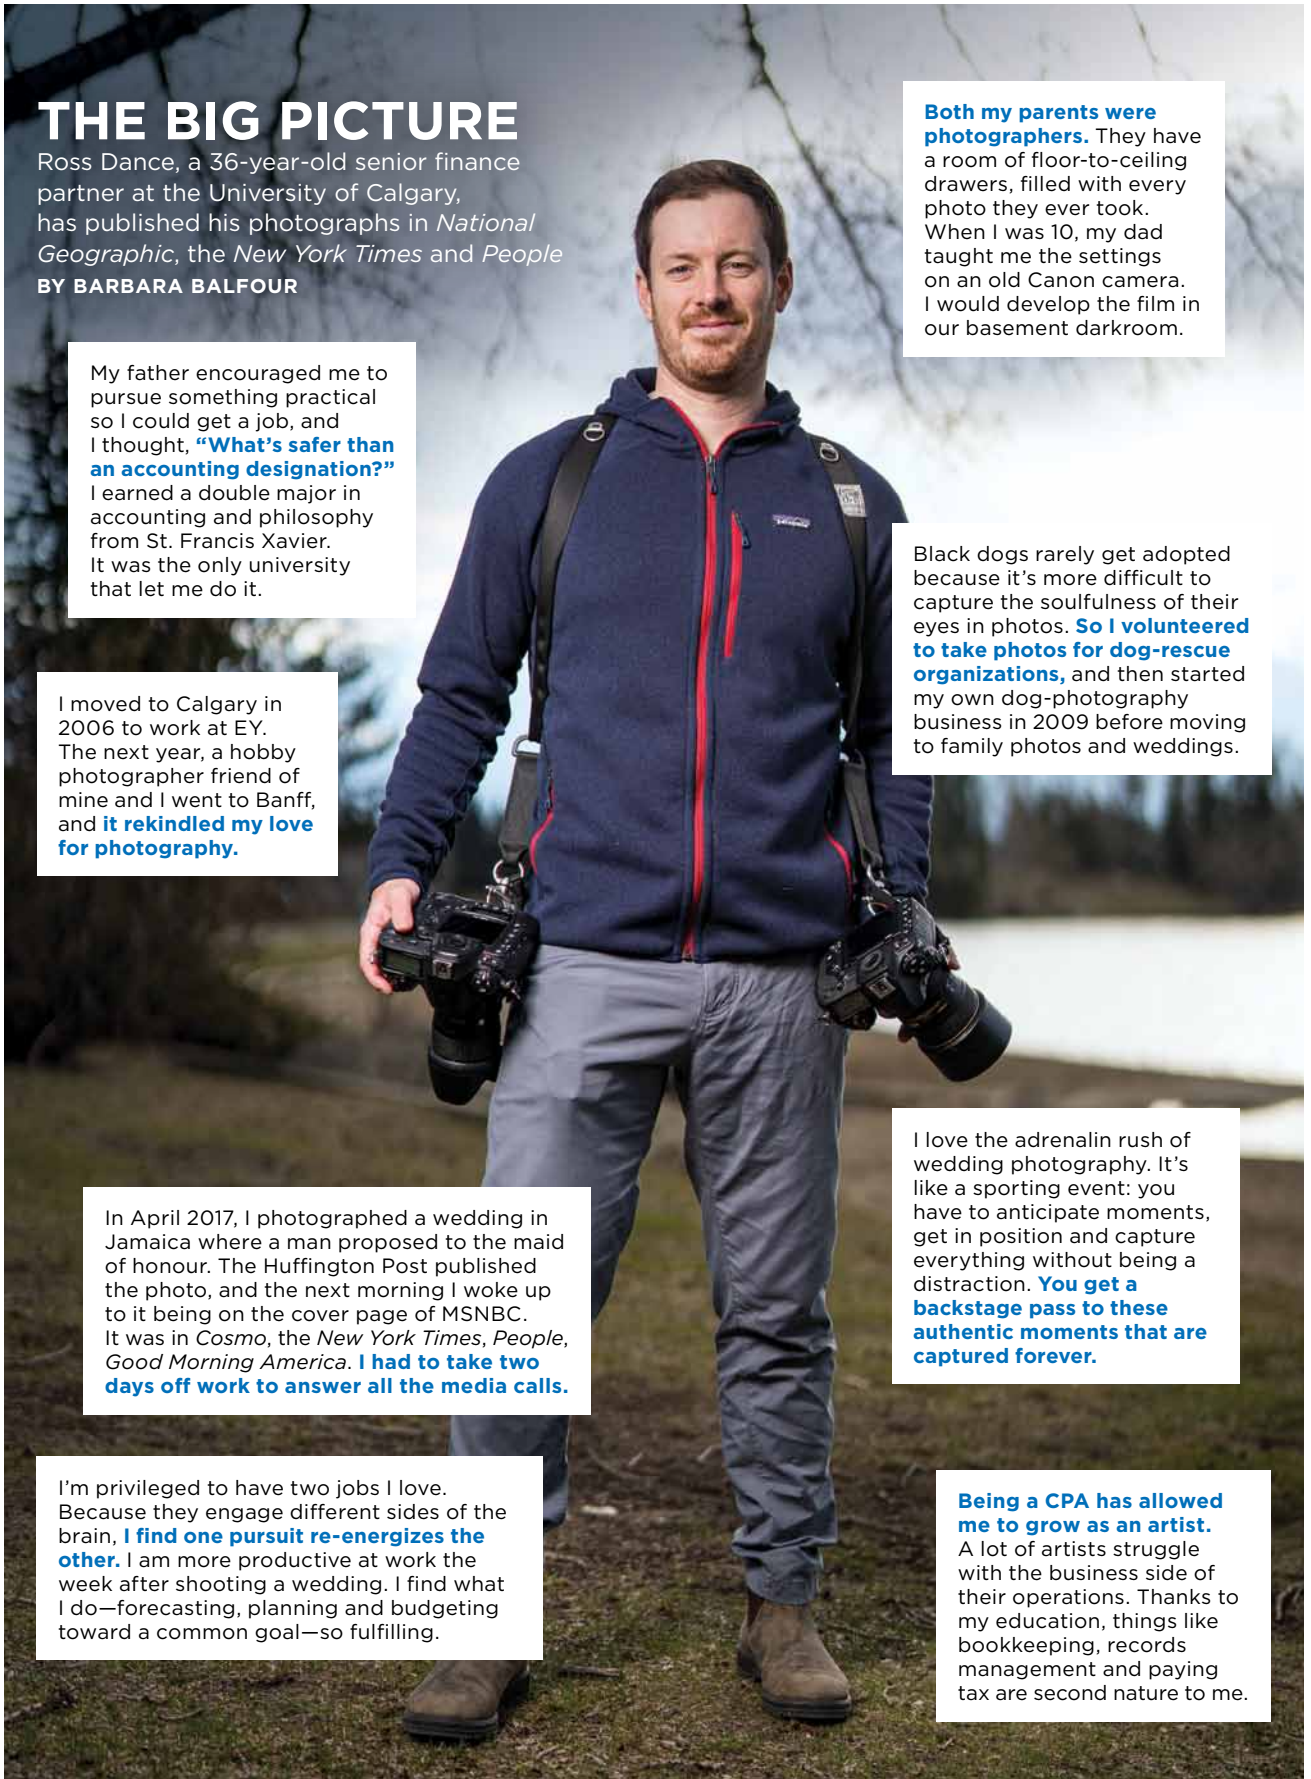 THE BIG PICTURE
Ross Dance, a 36-year-old senior finance
partner at the University of Calgary,
has published his photographs in National
Geographic, the New York Times and People
BY BARBARA BALFOUR
Both my parents were
photographers. They have
a room of floor-to-ceiling
drawers, filled with every
photo they ever took.
When I was 10, my dad
taught me the settings
on an old Canon camera.
I would develop the film in
our basement darkroom.
My father encouraged me to
pursue something practical
so I could get a job, and
I thought, “What’s safer than
an accounting designation?”
I earned a double major in
accounting and philosophy
from St. Francis Xavier.
It was the only university
that let me do it.
Black dogs rarely get adopted
because it’s more difficult to
capture the soulfulness of their
eyes in photos. So I volunteered
to take photos for dog-rescue
organizations, and then started
my own dog-photography
business in 2009 before moving
to family photos and weddings.
I moved to Calgary in
2006 to work at EY.
The next year, a hobby
photographer friend of
mine and I went to Banff,
and it rekindled my love
for photography.
I love the adrenalin rush of
wedding photography. It’s
like a sporting event: you
have to anticipate moments,
get in position and capture
everything without being a
distraction. You get a
backstage pass to these
authentic moments that are
captured forever.
In April 2017, I photographed a wedding in
Jamaica where a man proposed to the maid
of honour. The Huffington Post published
the photo, and the next morning I woke up
to it being on the cover page of MSNBC.
It was in Cosmo, the New York Times, People,
Good Morning America. I had to take two
days off work to answer all the media calls.
I’m privileged to have two jobs I love.
Because they engage different sides of the
brain, I find one pursuit re-energizes the
other. I am more productive at work the
week after shooting a wedding. I find what
I do—forecasting, planning and budgeting
toward a common goal—so fulfilling.
Being a CPA has allowed
me to grow as an artist.
A lot of artists struggle
with the business side of
their operations. Thanks to
my education, things like
bookkeeping, records
management and paying
tax are second nature to me.